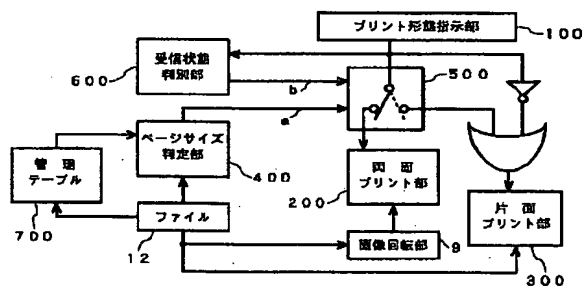 プリント形態指示部
100
受信状態
判別部
600
b
500
a
ページサイズ
判定部
400
管理
テーブル
700
両面
プリント部
200
ファイル
12
画像回転部
9
片面
プリント部
300